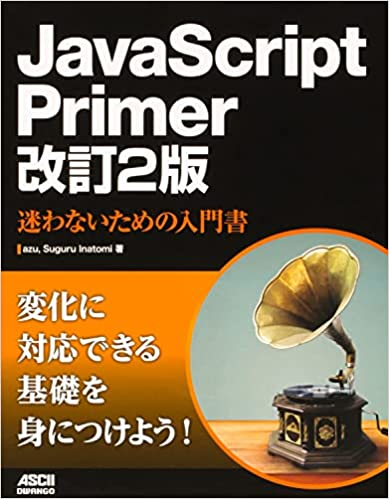 JavaScript
Primer
改訂2版
迷わないための入門書
azu, Suguru Inatomi 著
変化に
対応できる
基礎を
身につけよう!
ASCII
DWANGO